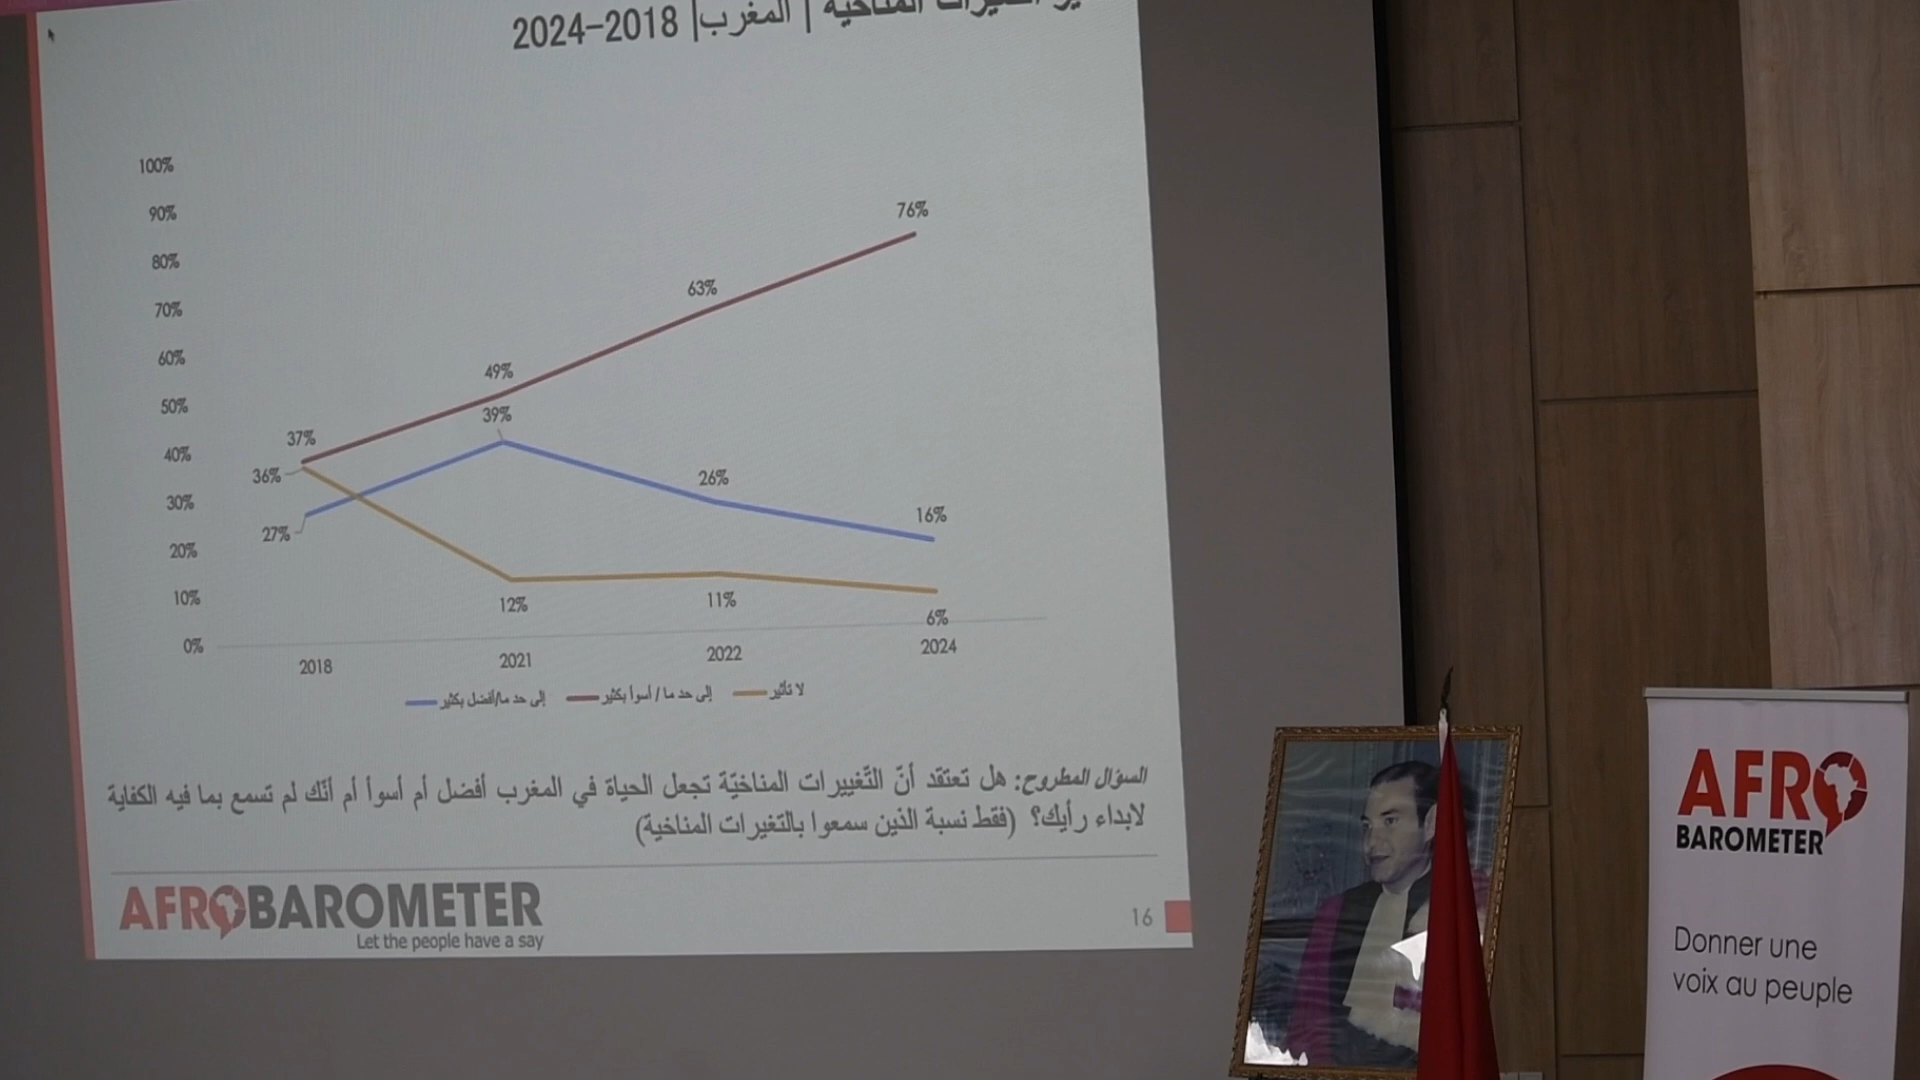 المناخية | المغرب| 2018-2024
100%
90%
80%
70%
60%
50%
40%
30%
20%
10%
0%
37%
36%
27%
49%
39%
12%
63%
26%
11%
76%
16%
6%
2018
2021
2022
2024
إلى حد ما/أفضل بكثير
إلى حد ما / أسوأ بكثير
لا تأثير
السؤال المطروح: هل تعتقد أنّ التّغييرات المناخيّة تجعل الحياة في المغرب أفضل أم أسوأ أم أنّك لم تسمع بما فيه الكفاية
لابداء رأيك؟ (فقط نسبة الذين سمعوا بالتغيرات المناخية)
AFROBAROMETER
Let the people have a say
16
AFRO
BAROMETER
Donner une
voix au peuple